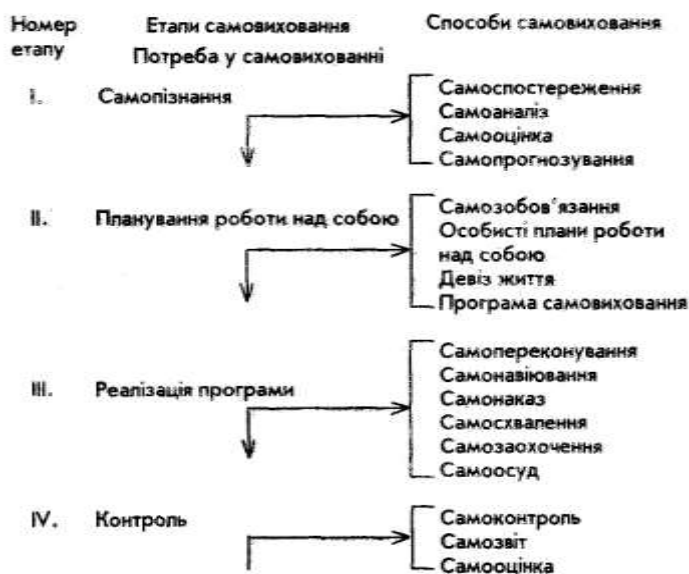 Номер Етапи самовиховання Способи самовиховання
етапу Потреба у самовихованні
І. Самопізнання
Самоспостереження
Самоаналіз
Самооцінка
Самопрогнозування
ІІ. Планування роботи над собою
Самозобов'язання
Особисті плани роботи
над собою
Девіз життя
Програма самовиховання
ІІІ. Реалізація програми
Самопереконування
Самонавіювання
Самонаказ
Самосхвалення
Самозаохочення
Самоосуд
IV. Контроль
Самоконтроль
Самозвіт
Самооцінка